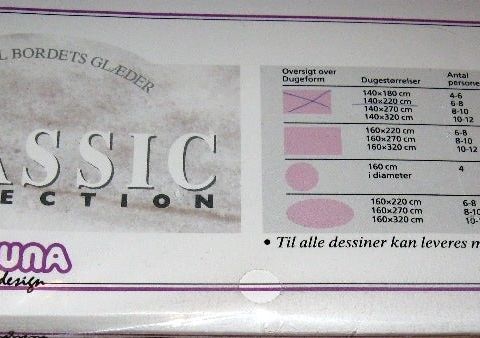 L BORDETS GLÆDER
ASSIC
ECTION
UNA
design
Oversigt over Dugeform
Dugestørrelser
Antal persone
140×180 cm 4-6
140×220 cm 6-8
140×270 cm 8-10
140×320 cm 10-12
160×220 cm 6-8
160×270 cm 8-10
160×320 cm 10-12
160 cm i diameter 4
160×220 cm 6-8
160×270 cm 8-10
160×320 cm 10-
• Til alle dessiner kan leveres m